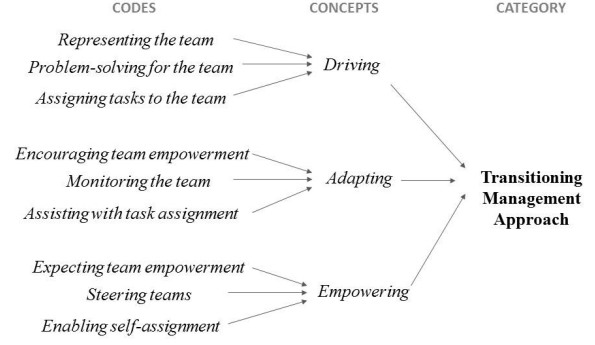 CODES CONCEPTS CATEGORY
Representing the team
Problem-solving for the team
Assigning tasks to the team
Driving
Encouraging team empowerment
Monitoring the team
Assisting with task assignment
Adapting
Expecting team empowerment
Steering teams
Enabling self-assignment
Empowering
Transitioning
Management
Approach